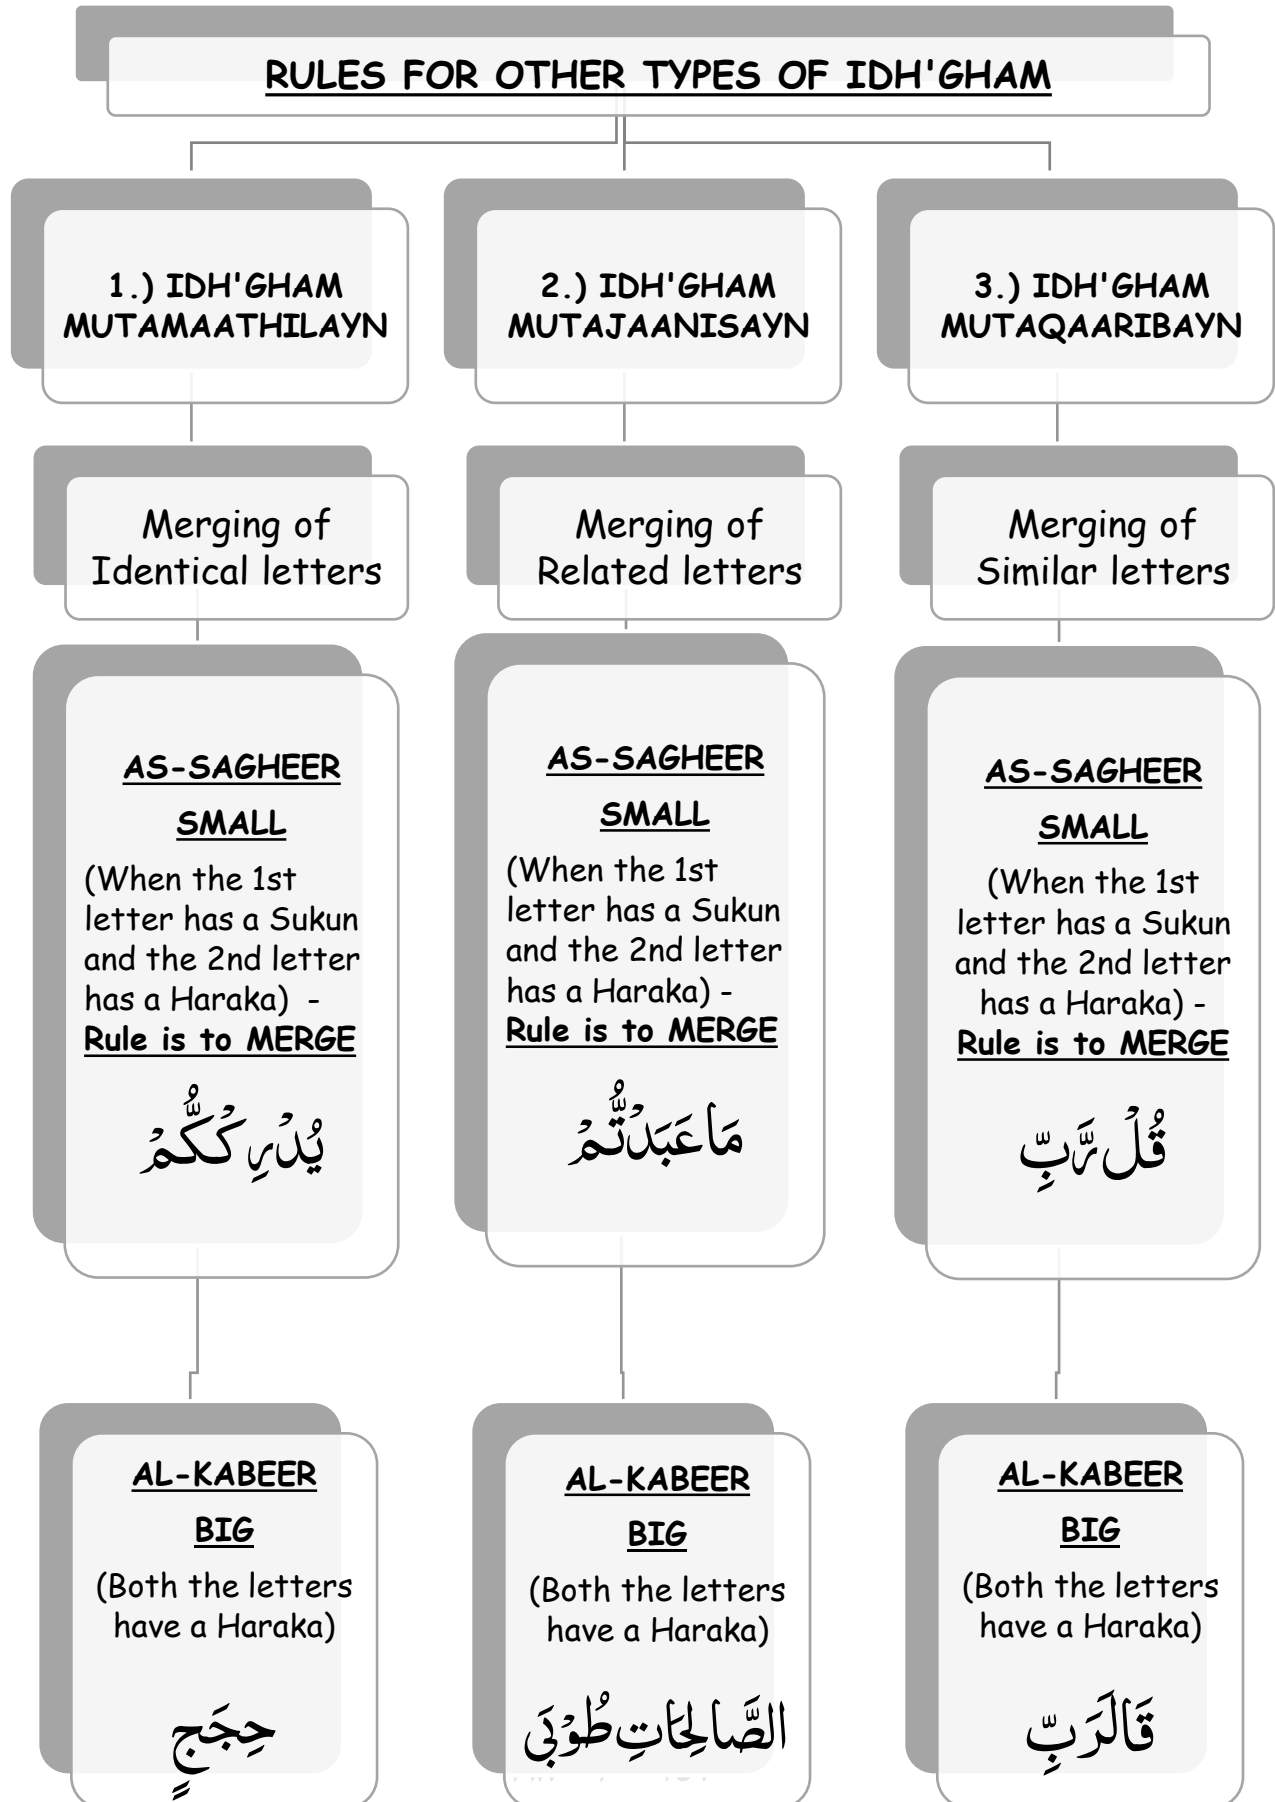 RULES FOR OTHER TYPES OF IDH'GHAM
1.) IDH'GHAM
MUTAMAATHILAYN
2.) IDH'GHAM
MUTAJAANISAYN
3.) IDH'GHAM
MUTAQAARIBAYN
Merging of
Identical letters
Merging of
Related letters
Merging of
Similar letters
AS-SAGHEER
SMALL
(When the 1st
letter has a Sukun
and the 2nd letter
has a Haraka) -
Rule is to MERGE
يُدْرِككُّمْ
AS-SAGHEER
SMALL
(When the 1st
letter has a Sukun
and the 2nd letter
has a Haraka) -
Rule is to MERGE
مَا عَبَدْتُّمْ
AS-SAGHEER
SMALL
(When the 1st
letter has a Sukun
and the 2nd letter
has a Haraka) -
Rule is to MERGE
قُلْ رَّبِّ
AL-KABEER
BIG
(Both the letters
have a Haraka)
حِجَجٍ
AL-KABEER
BIG
(Both the letters
have a Haraka)
الصَّالِحَاتِ طُوْبَى
AL-KABEER
BIG
(Both the letters
have a Haraka)
قَالَ رَبِّ